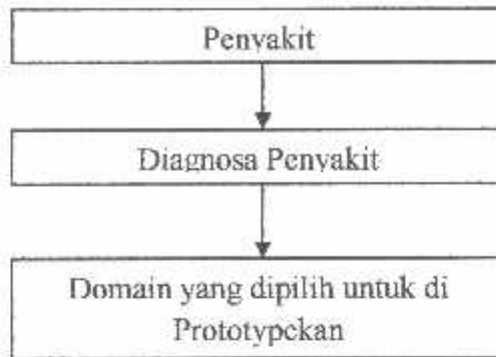 Penyakit
Diagnosa Penyakit
Domain yang dipilih untuk di
Prototypekan